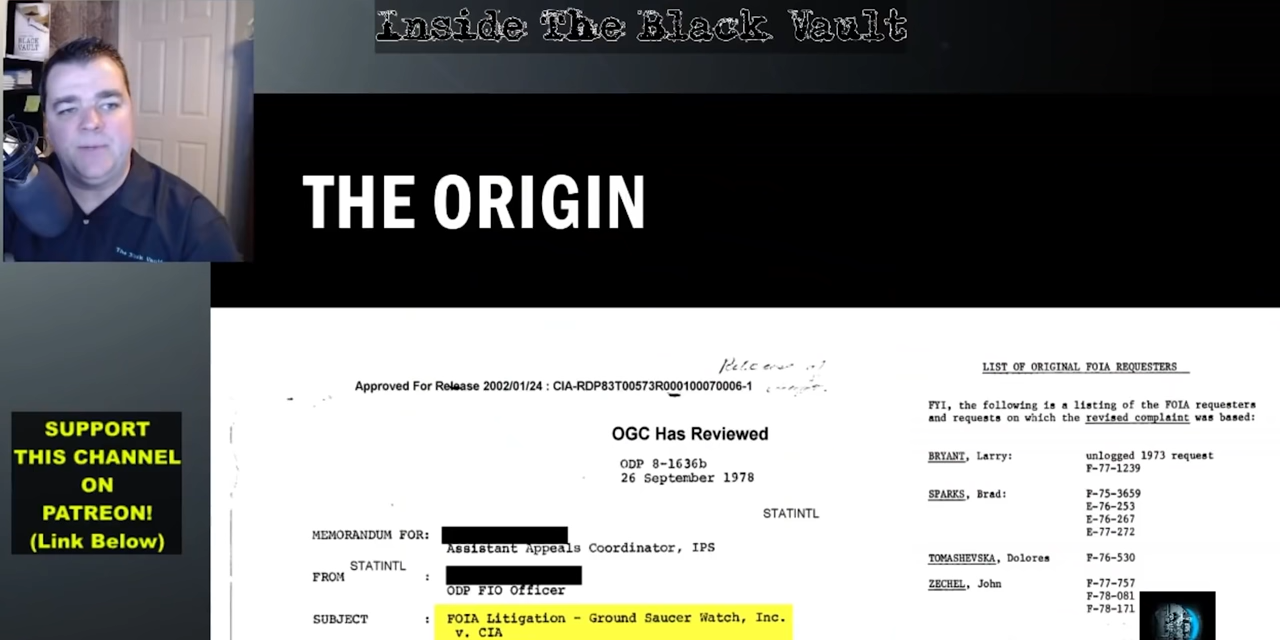 Inside The Black Vault
BLACK
VAULT
THE ORIGIN
The Black Vault
SUPPORT
THIS CHANNEL
ON
PATREON!
(Link Below)
Approved For Release 2002/01/24 : CIA-RDP83T00573R000100070006-1
OGC Has Reviewed
ODP 8-1636b
26 September 1978
STATINTL
MEMORANDUM FOR:
Assistant Appeals Coordinator, IPS
STATINTL
FROM :
ODP FIO Officer
SUBJECT : FOIA Litigation - Ground Saucer Watch, Inc.
v. CIA
LIST OF ORIGINAL FOIA REQUESTERS
FYI, the following is a listing of the FOIA requesters
and requests on which the revised complaint was based:
BRYANT, Larry: unlogged 1973 request
F-77-1239
SPARKS, Brad: F-75-3659
E-76-253
E-76-267
E-77-272
TOMASHEVSKA, Dolores F-76-530
ZECHEL, John F-77-757
F-78-081
F-78-171